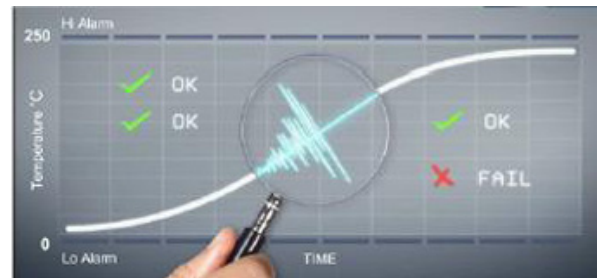 Hi Alarm
250
OK
OK
OK
FAIL
Temperature °C
0
Lo Alarm
TIME